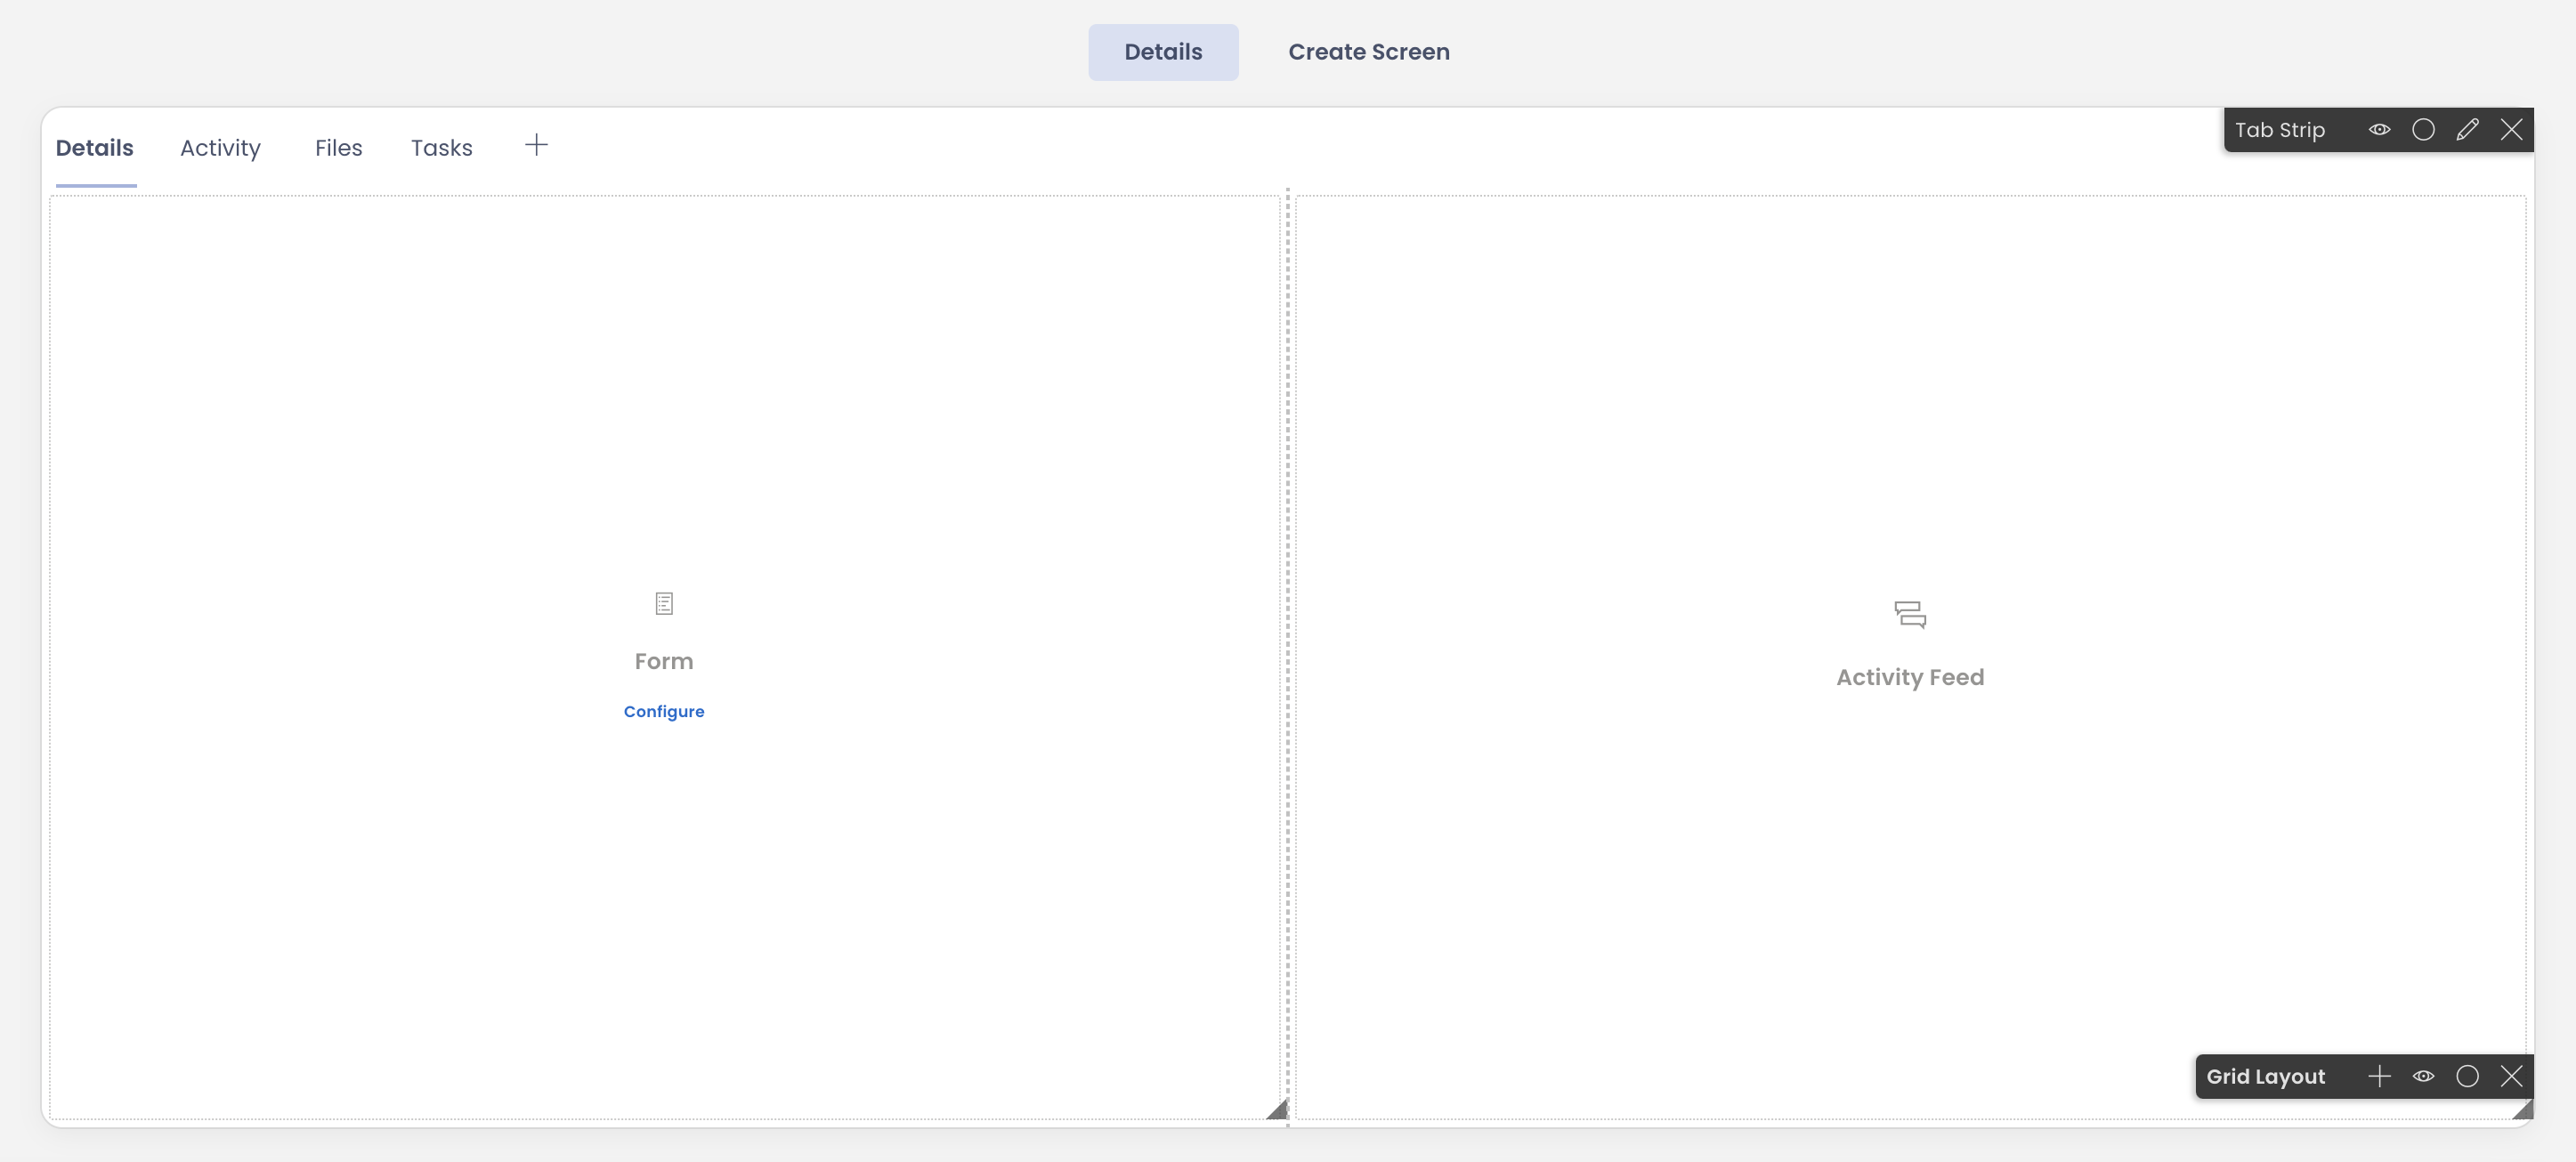 Details Create Screen
Details Activity Files Tasks
Tab Strip
Form
Configure
Activity Feed
Grid Layout